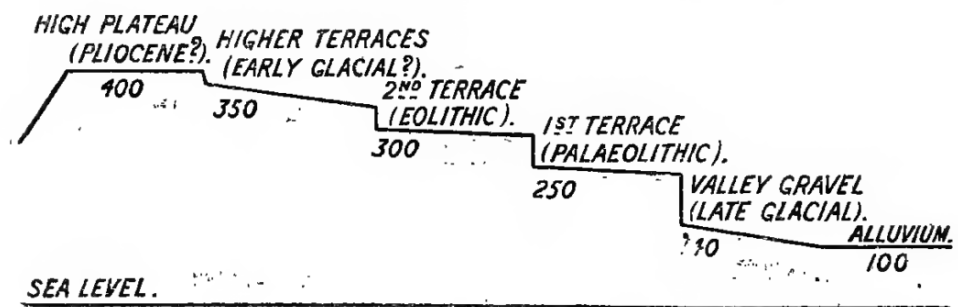 HIGH PLATEAU
(PLIOCENE?).
400
HIGHER TERRACES
(EARLY GLACIAL?).
350
2ND TERRACE
(EOLITHIC).
300
1ST TERRACE
(PALAEOLITHIC).
250
VALLEY GRAVEL
(LATE GLACIAL).
ALLUVIUM.
100
SEA LEVEL.